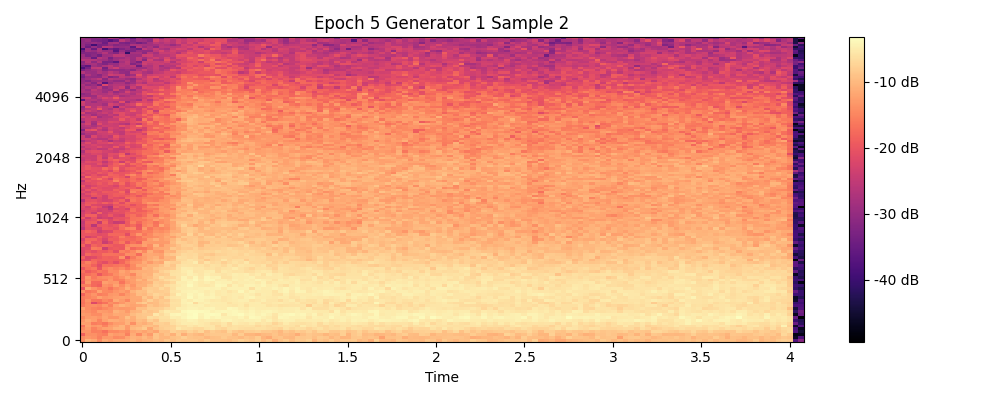 Epoch 5 Generator 1 Sample 2
Hz
4096
2048
1024
512
0
0 0.5 1 1.5 2 2.5 3 3.5 4
Time
-10 dB
-20 dB
-30 dB
-40 dB